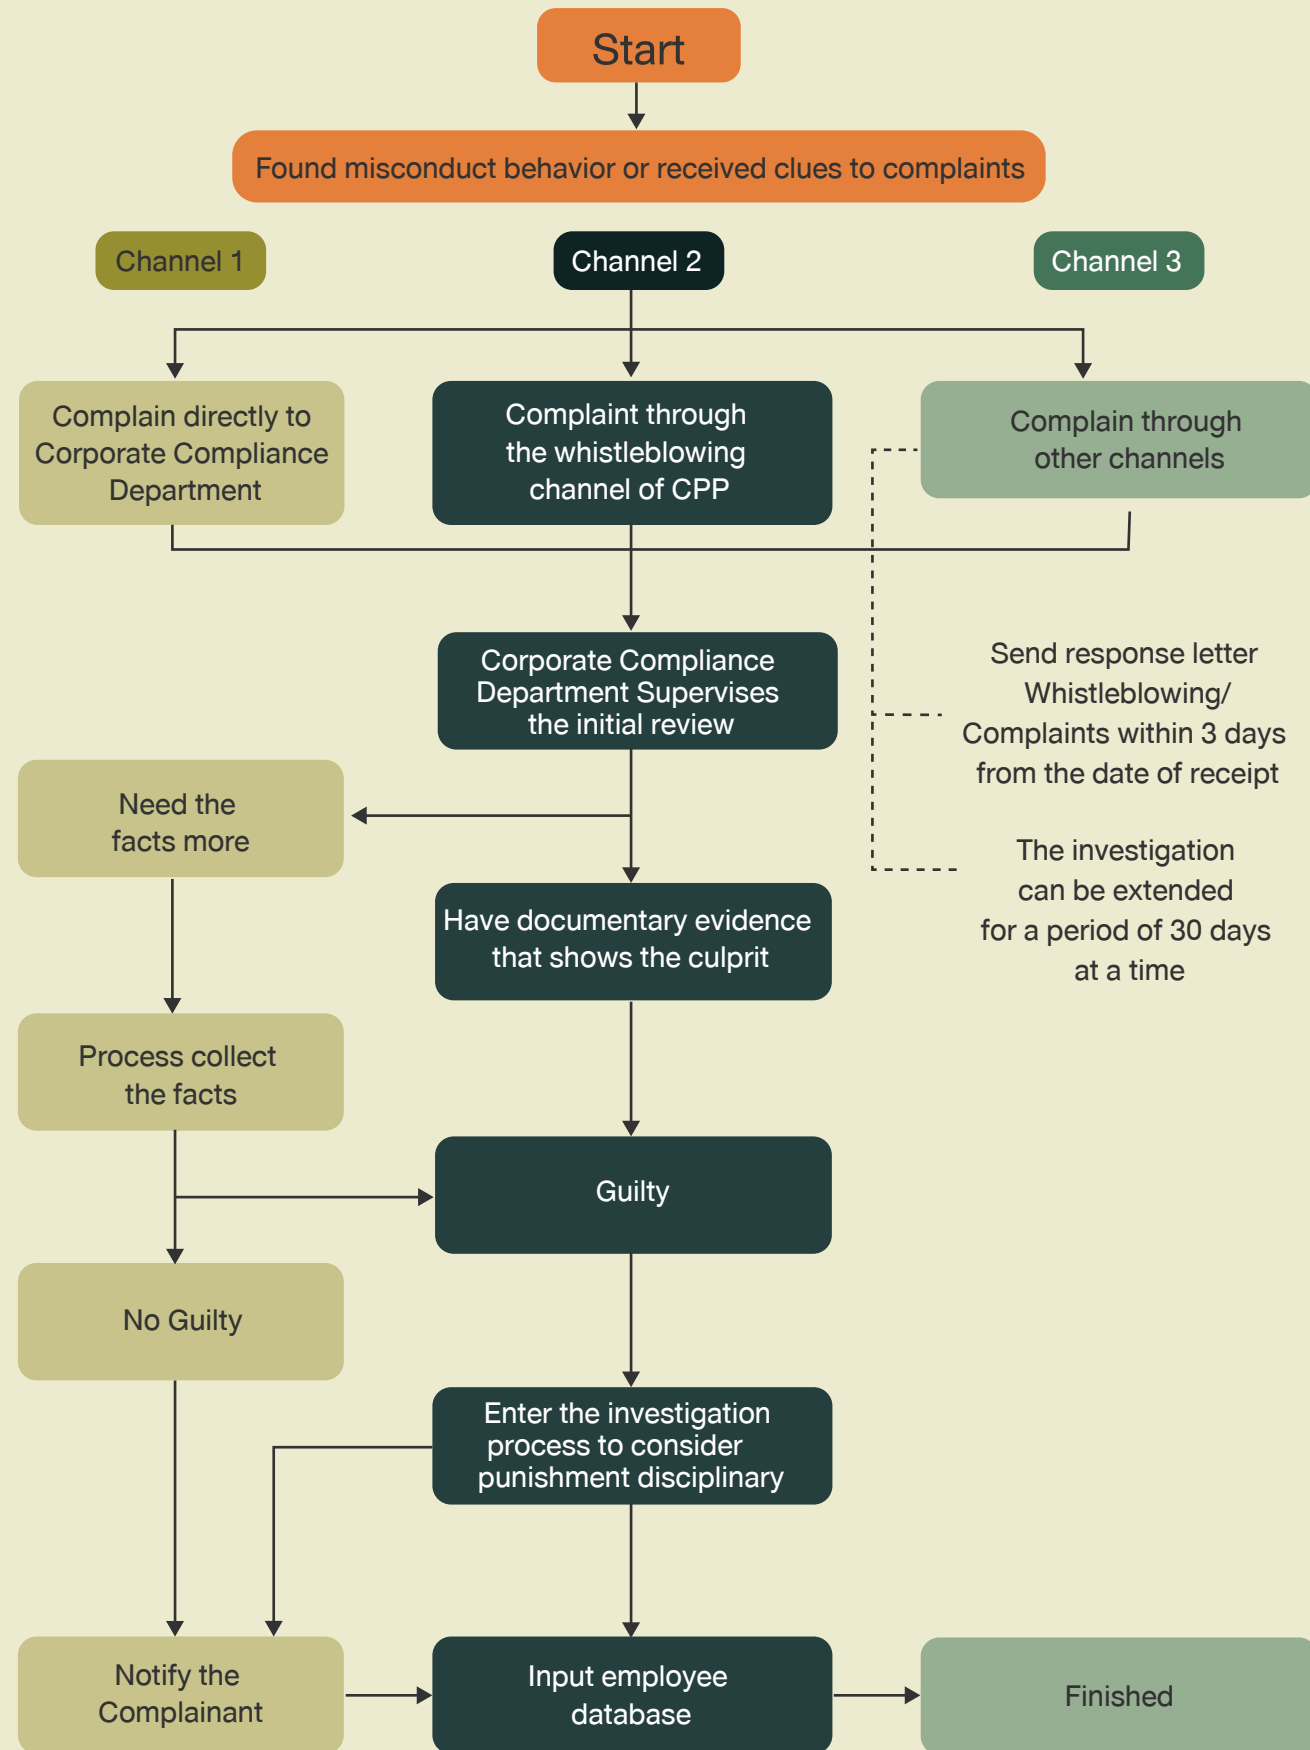 Start
Found misconduct behavior or received clues to complaints
Channel 1
Channel 2
Channel 3
Complain directly to
Corporate Compliance
Department
Complaint through
the whistleblowing
channel of CPP
Complain through
other channels
Corporate Compliance
Department Supervises
the initial review
Send response letter
Whistleblowing/
Complaints within 3 days
from the date of receipt
Need the
facts more
The investigation
can be extended
for a period of 30 days
at a time
Have documentary evidence
that shows the culprit
Process collect
the facts
Guilty
No Guilty
Enter the investigation
process to consider
punishment disciplinary
Notify the
Complainant
Input employee
database
Finished